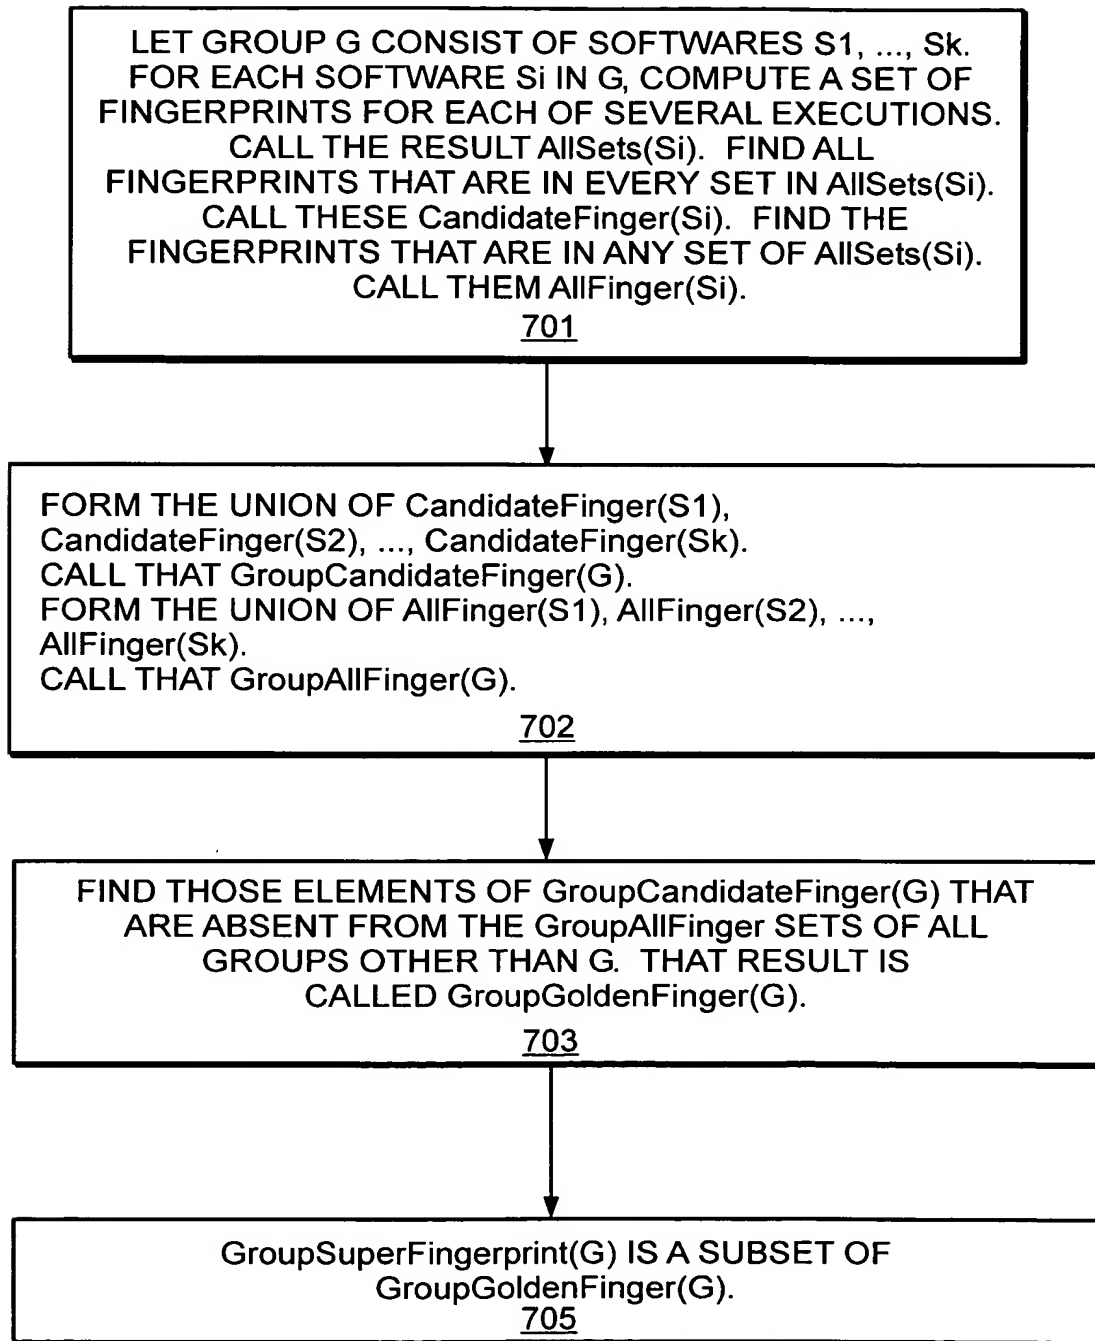 LET GROUP G CONSIST OF SOFTWARES S1, ..., Sk.
FOR EACH SOFTWARE Si IN G, COMPUTE A SET OF
FINGERPRINTS FOR EACH OF SEVERAL EXECUTIONS.
CALL THE RESULT AllSets(Si). FIND ALL
FINGERPRINTS THAT ARE IN EVERY SET IN AllSets(Si).
CALL THESE CandidateFinger(Si). FIND THE
FINGERPRINTS THAT ARE IN ANY SET OF AllSets(Si).
CALL THEM AllFinger(Si).
701
FORM THE UNION OF CandidateFinger(S1),
CandidateFinger(S2), ..., CandidateFinger(Sk).
CALL THAT GroupCandidateFinger(G).
FORM THE UNION OF AllFinger(S1), AllFinger(S2), ...,
AllFinger(Sk).
CALL THAT GroupAllFinger(G).
702
FIND THOSE ELEMENTS OF GroupCandidateFinger(G) THAT
ARE ABSENT FROM THE GroupAllFinger SETS OF ALL
GROUPS OTHER THAN G. THAT RESULT IS
CALLED GroupGoldenFinger(G).
703
GroupSuperFingerprint(G) IS A SUBSET OF
GroupGoldenFinger(G).
705